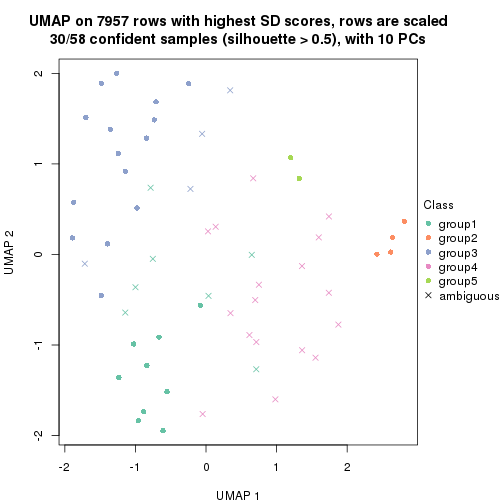 UMAP on 7957 rows with highest SD scores, rows are scaled
30/58 confident samples (silhouette > 0.5), with 10 PCs
2
1
0
-1
-2
UMAP 2
-2
-1
0
1
2
UMAP 1
Class
group1
group2
group3
group4
group5
ambiguous